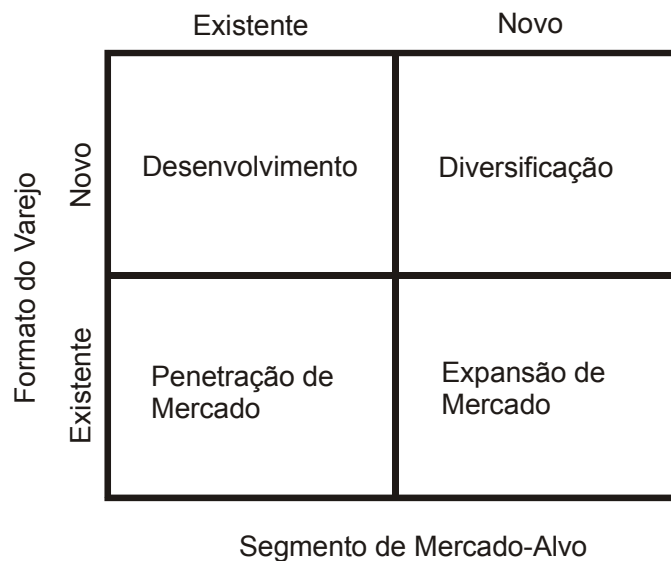 Existente
Novo
Formato do Varejo
Novo
Desenvolvimento
Diversificação
Existente
Penetração de
Mercado
Expansão de
Mercado
Segmento de Mercado-Alvo